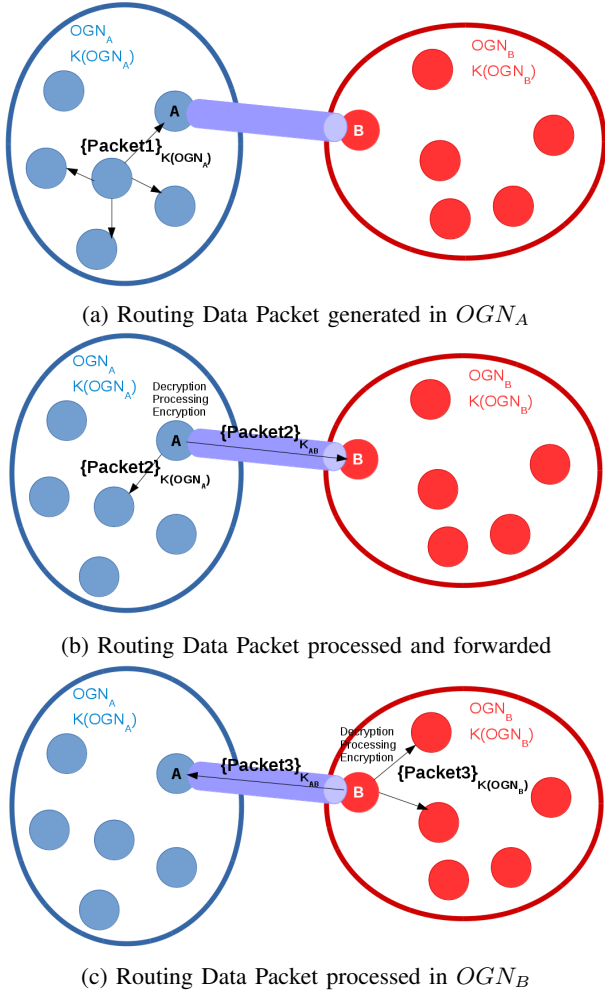 OGN_A
K(OGN_A)
OGN_B
K(OGN_B)
A
B
{Packet1}_K(OGN_A)
(a) Routing Data Packet generated in OGN_A
OGN_A
K(OGN_A)
OGN_B
K(OGN_B)
Decryption
Processing
Encryption
A
{Packet2}_K_AB
B
{Packet2}_K(OGN_A)
(b) Routing Data Packet processed and forwarded
OGN_A
K(OGN_A)
OGN_B
K(OGN_B)
Decryption
Processing
Encryption
A
{Packet3}_K_AB
B
{Packet3}_K(OGN_B)
(c) Routing Data Packet processed in OGN_B